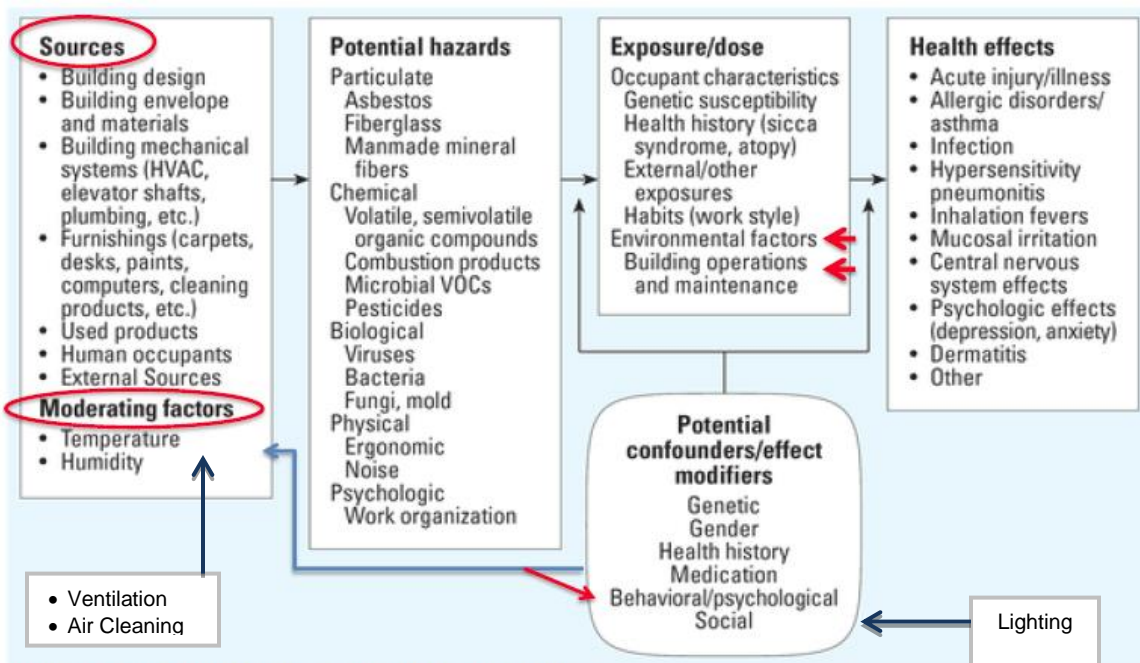 Sources
• Building design
• Building envelope
and materials
• Building mechanical
systems (HVAC,
elevator shafts,
plumbing, etc.)
• Furnishings (carpets,
desks, paints,
computers, cleaning
products, etc.)
• Used products
• Human occupants
• External Sources
Moderating factors
• Temperature
• Humidity
Potential hazards
Particulate
Asbestos
Fiberglass
Manmade mineral
fibers
Chemical
Volatile, semivolatile
organic compounds
Combustion products
Microbial VOCs
Pesticides
Biological
Viruses
Bacteria
Fungi, mold
Physical
Ergonomic
Noise
Psychologic
Work organization
Exposure/dose
Occupant characteristics
Genetic susceptibility
Health history (sicca
syndrome, atopy)
External/other
exposures
Habits (work style)
Environmental factors
Building operations
and maintenance
Health effects
• Acute injury/illness
• Allergic disorders/
asthma
• Infection
• Hypersensitivity
pneumonitis
• Inhalation fevers
• Mucosal irritation
• Central nervous
system effects
• Psychologic effects
(depression, anxiety)
• Dermatitis
• Other
Potential
confounders/effect
modifiers
Genetic
Gender
Health history
Medication
Behavioral/psychological
Social
• Ventilation
• Air Cleaning
Lighting